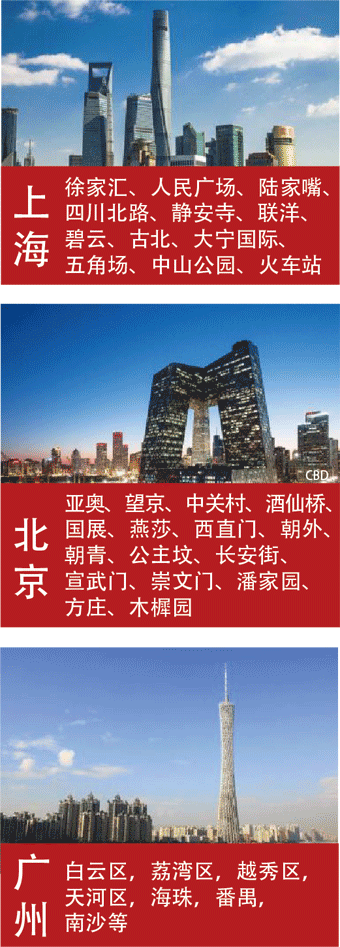 上海
徐家汇、人民广场、陆家嘴、
四川北路、静安寺、联洋、
碧云、古北、大宁国际、
五角场、中山公园、火车站
CBD
北京
亚奥、望京、中关村、酒仙桥、
国展、燕莎、西直门、朝外、
朝青、公主坟、长安街、
宣武门、崇文门、潘家园、
方庄、木樨园
广州
白云区，荔湾区，越秀区，
天河区，海珠，番禺，
南沙等